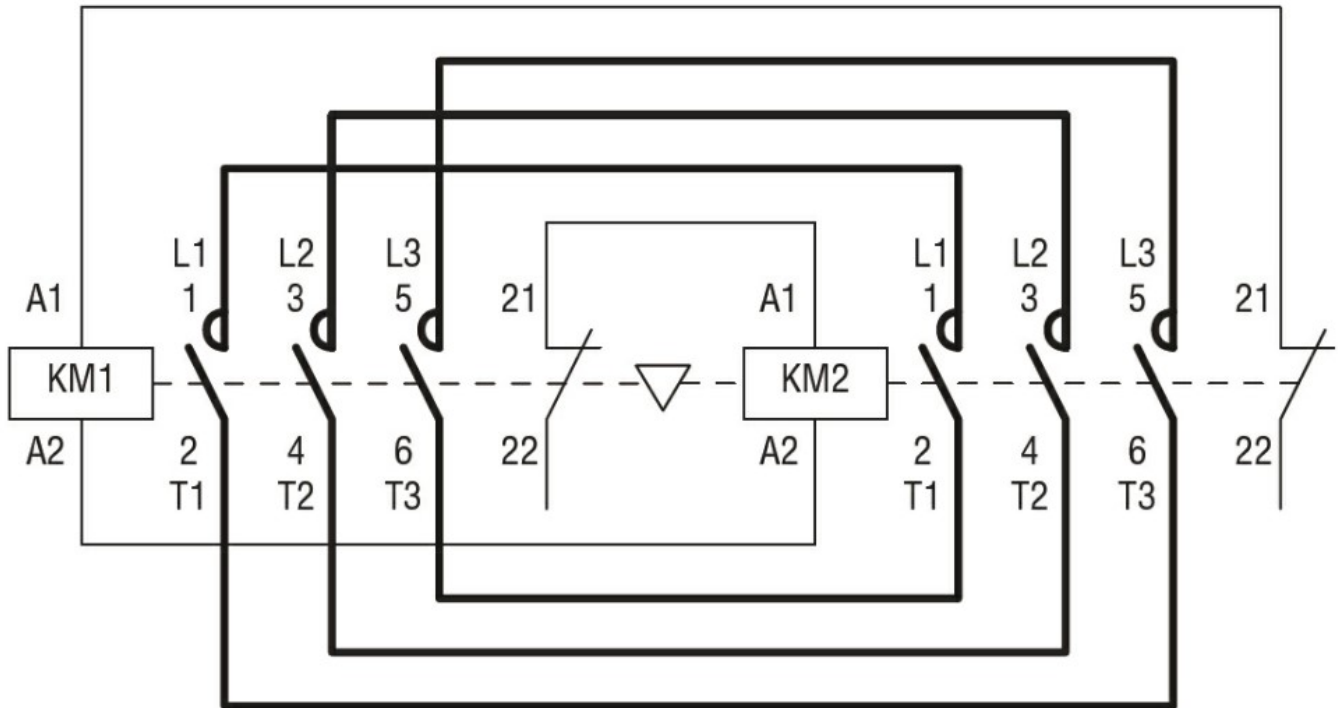 L1 L2 L3 L1 L2 L3
A1 1 3 5 21 A1 1 3 5 21
KM1 KM2
A2 2 4 6 22 A2 2 4 6 22
T1 T2 T3 T1 T2 T3